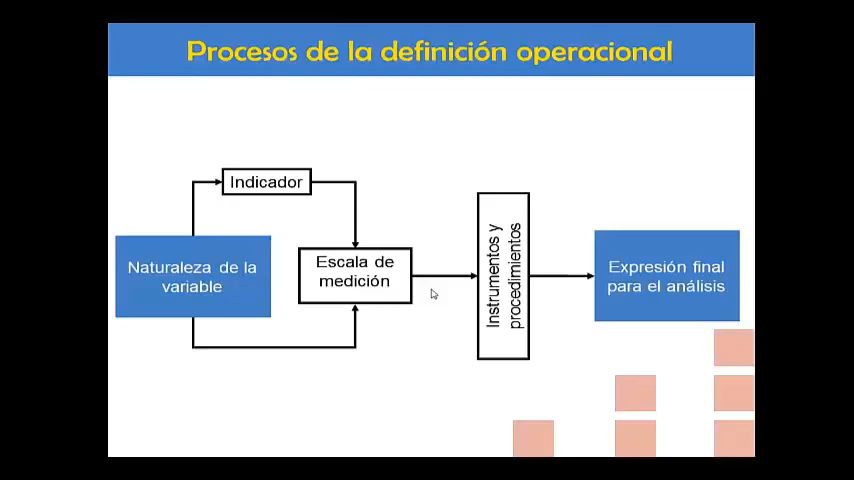 Procesos de la definición operacional
Indicador
Naturaleza de la
variable
Escala de
medición
Instrumentos y
procedimientos
Expresión final
para el análisis